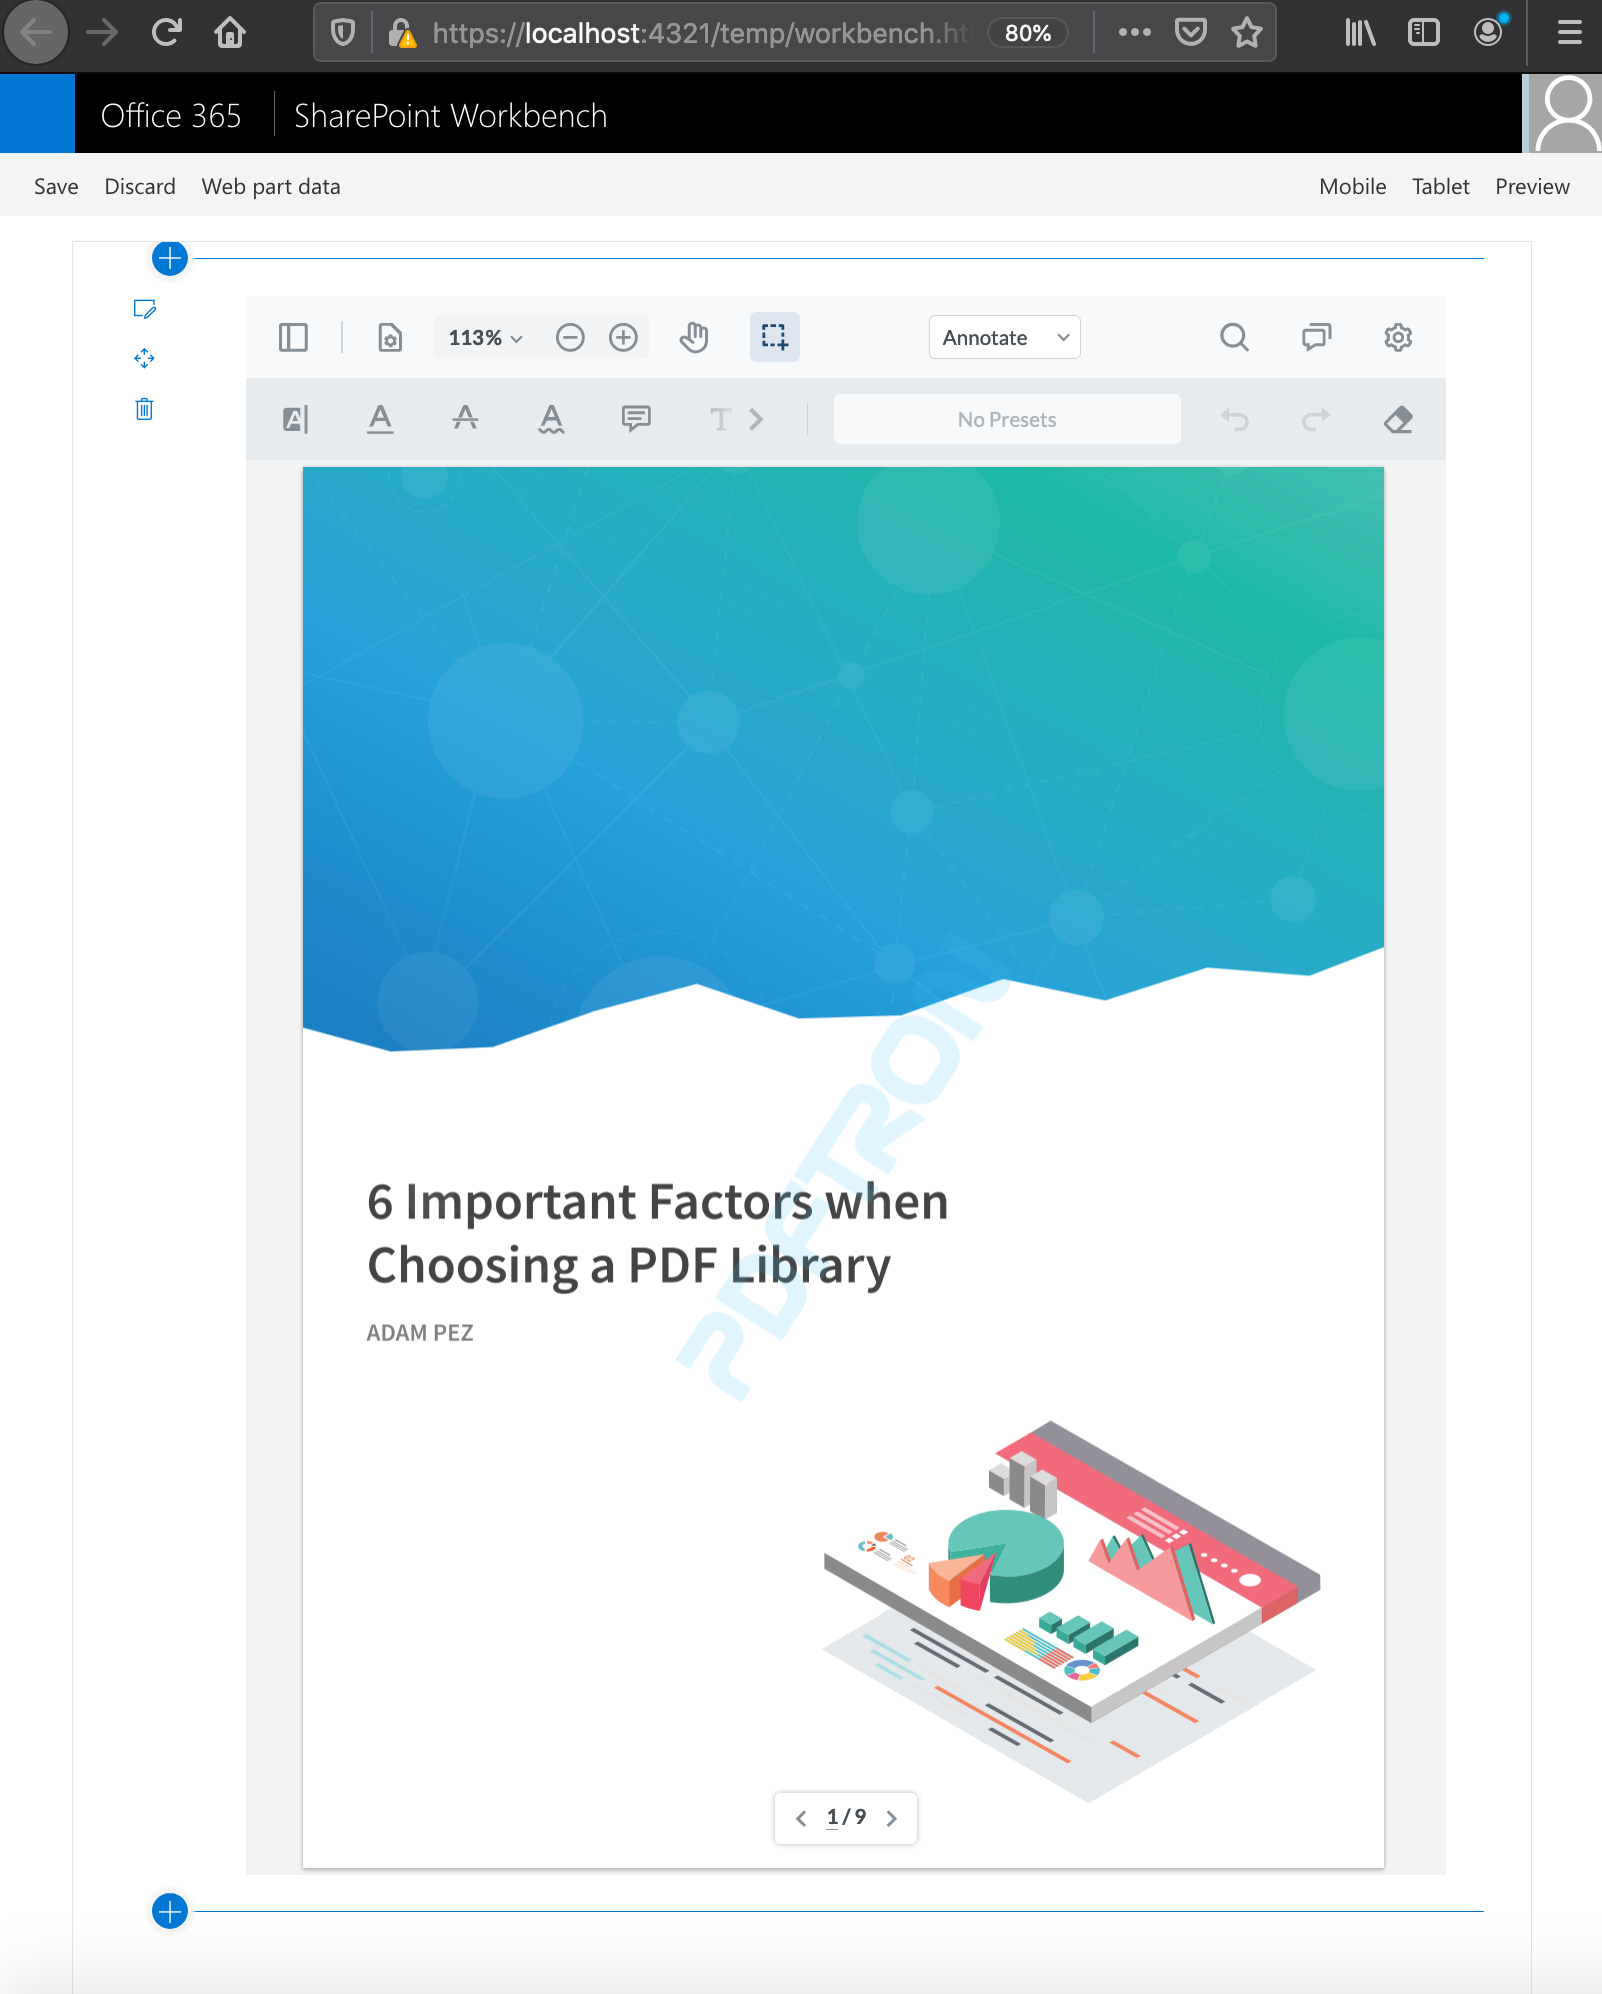 https://localhost:4321/temp/workbench.ht
80%
Office 365
SharePoint Workbench
Save Discard Web part data
Mobile Tablet Preview
113%
Annotate
No Presets
6 Important Factors when
Choosing a PDF Library
ADAM PEZ
PDFTRON
1/9